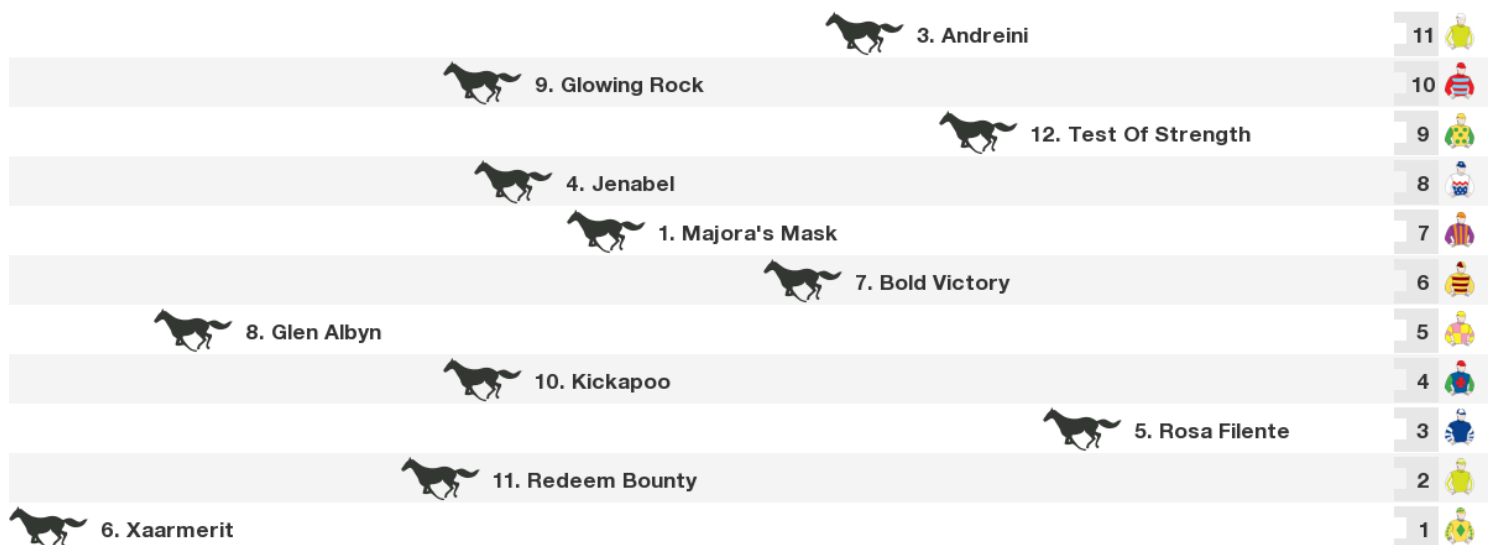 3. Andreini 11
9. Glowing Rock 10
12. Test Of Strength 9
4. Jenabel 8
1. Majora's Mask 7
7. Bold Victory 6
8. Glen Albyn 5
10. Kickapoo 4
5. Rosa Filente 3
11. Redeem Bounty 2
6. Xaarmerit 1